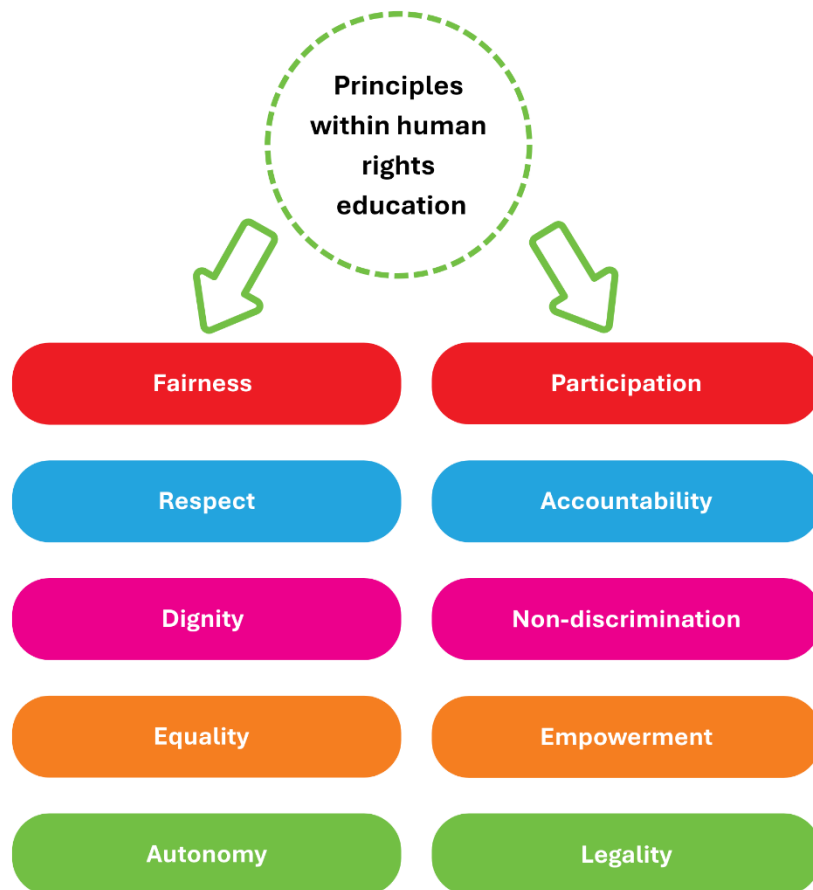 Principles
within human
rights
education
Fairness
Participation
Respect
Accountability
Dignity
Non-discrimination
Equality
Empowerment
Autonomy
Legality